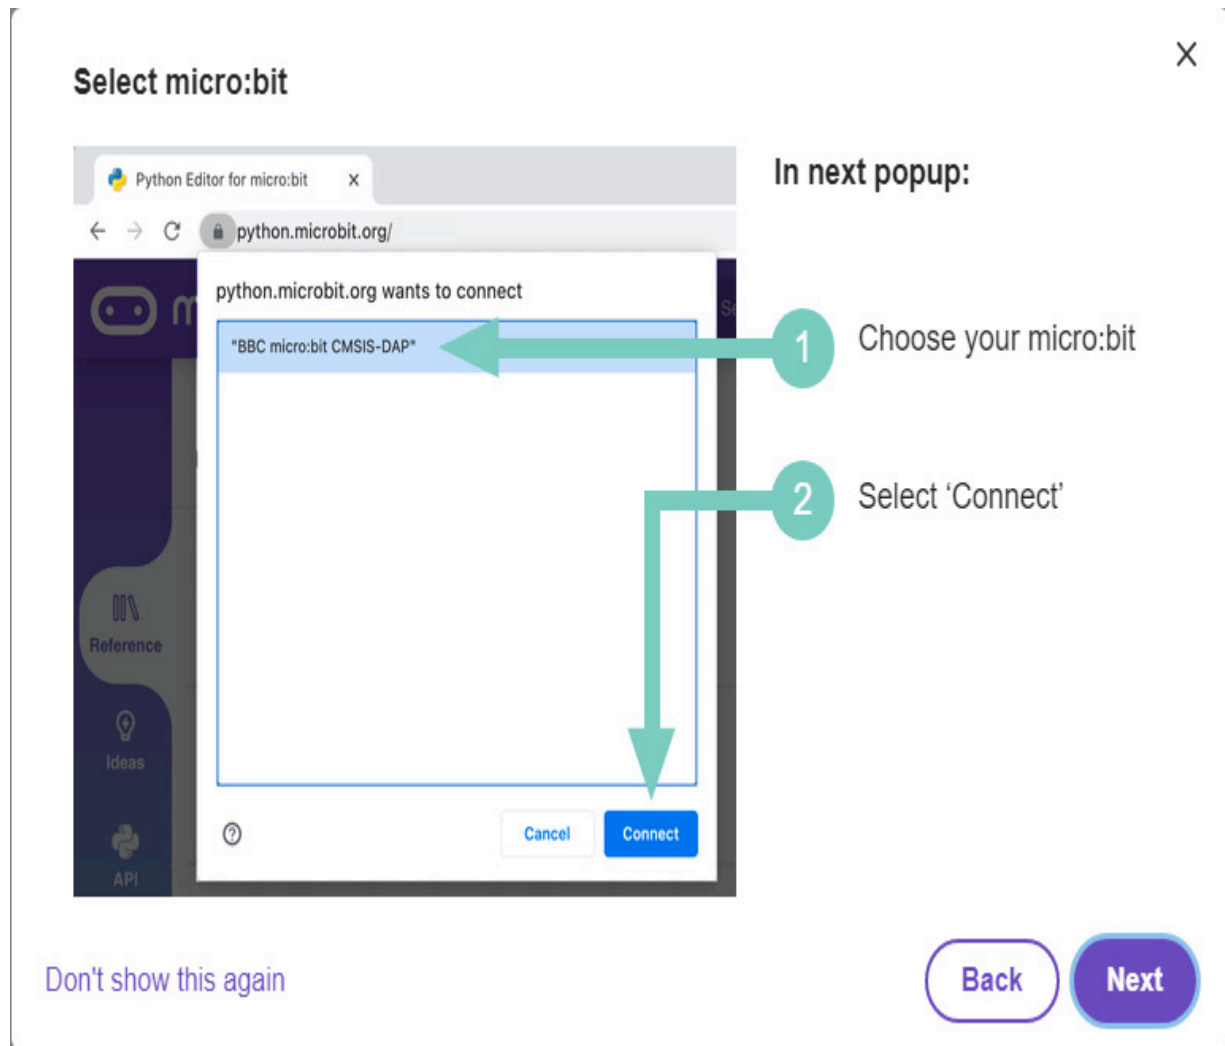 X
Select micro:bit
Python Editor for micro:bit
python.microbit.org/
In next popup:
python.microbit.org wants to connect
"BBC micro:bit CMSIS-DAP"
1 Choose your micro:bit
2 Select ‘Connect’
Reference
Ideas
API
Cancel
Connect
Don't show this again
Back
Next